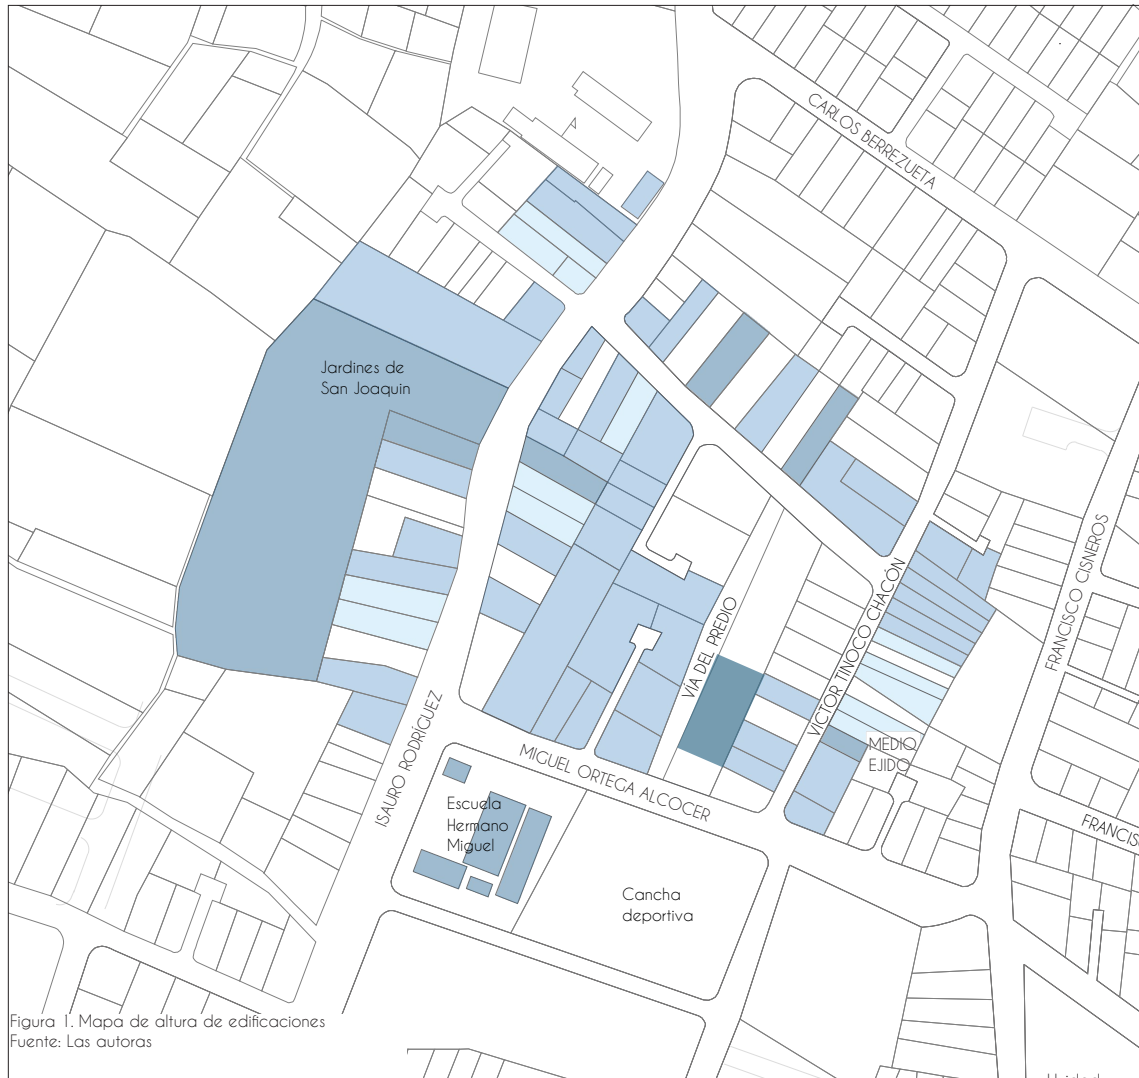 CARLOS BERREZUETA
Jardines de
San Joaquin
FRANCISCO CISNEROS
VÍA DEL PREDIO
VICTOR TINOCO CHACÓN
ISAURO RODRÍGUEZ
MIGUEL ORTEGA ALCOCER
MEDIO
EJIDO
Escuela
Hermano
Miguel
FRANCIS
Cancha
deportiva
Figura 1. Mapa de altura de edificaciones
Fuente: Las autoras